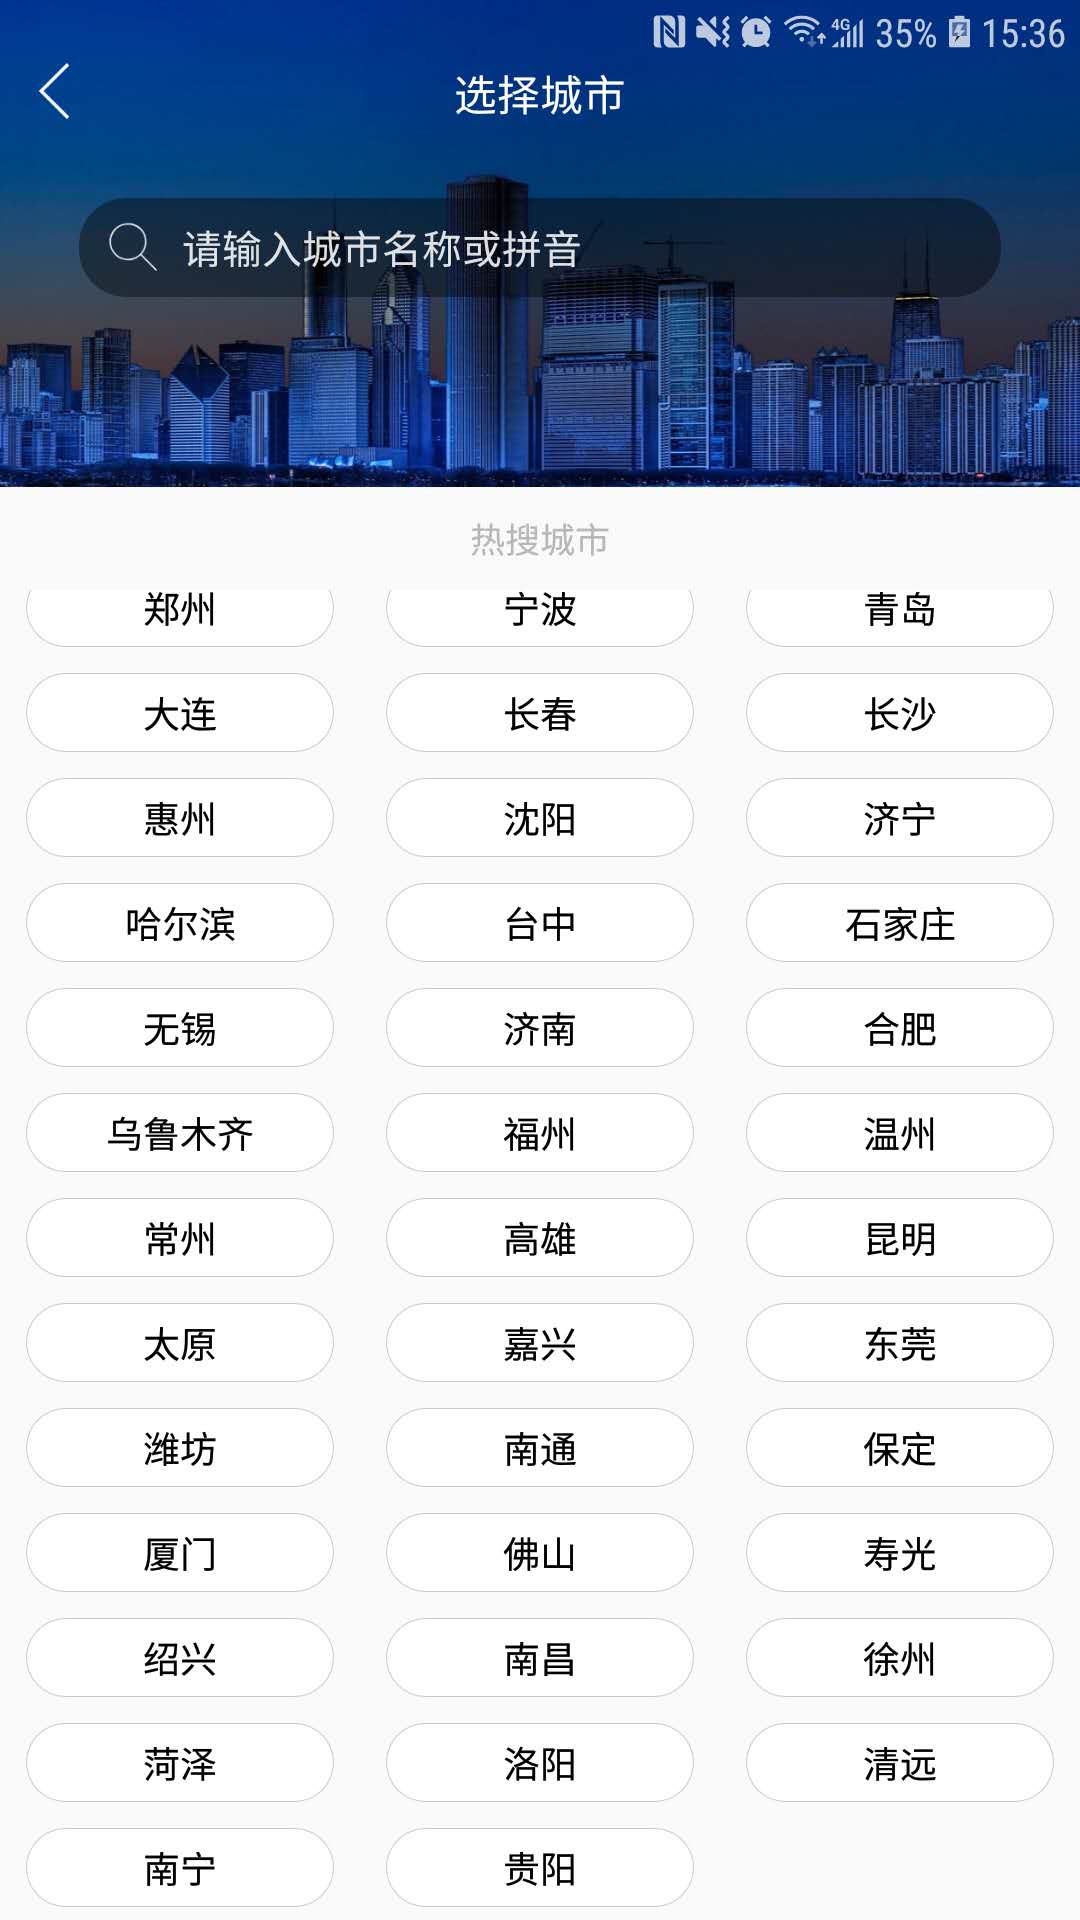 4G 35% 15:36
选择城市
请输入城市名称或拼音
热搜城市
郑州 宁波 青岛
大连 长春 长沙
惠州 沈阳 济宁
哈尔滨 台中 石家庄
无锡 济南 合肥
乌鲁木齐 福州 温州
常州 高雄 昆明
太原 嘉兴 东莞
潍坊 南通 保定
厦门 佛山 寿光
绍兴 南昌 徐州
菏泽 洛阳 清远
南宁 贵阳